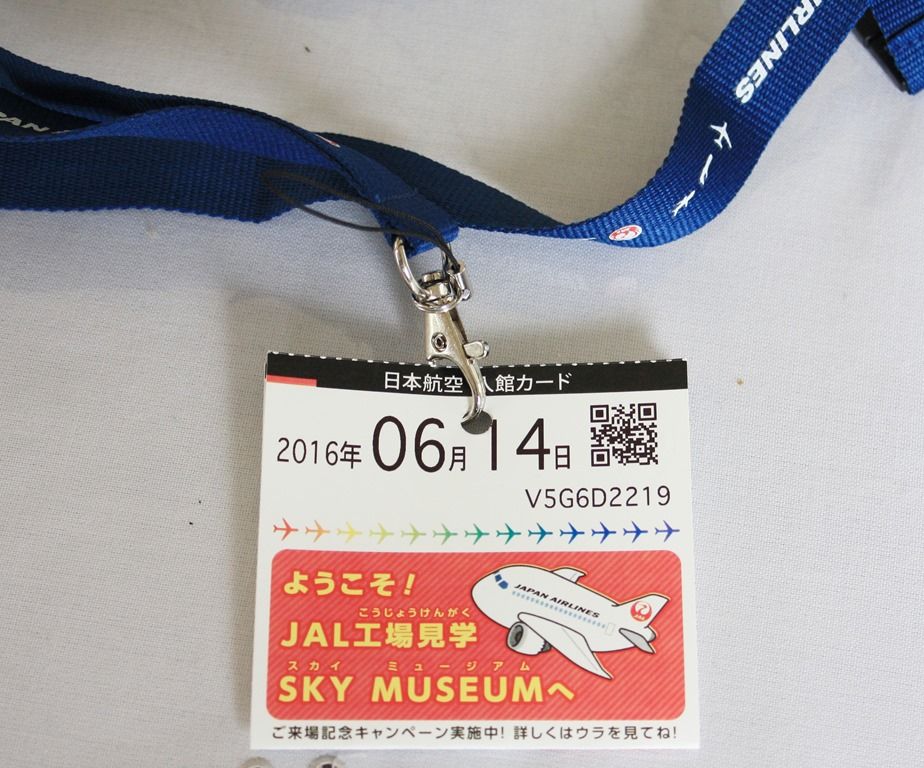 AIRLINES
日本航空 入館カード
2016年 06月 14日
V5G6D2219
ようこそ!
JAPAN AIRLINES
こうじょうけんがく
JAL工場見学
スカイ ミュージアム
SKY MUSEUMへ
ご来場記念キャンペーン実施中! 詳しくはウラを見てね!